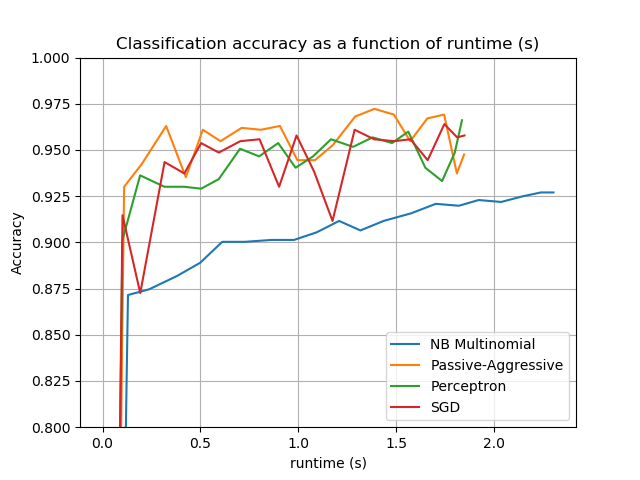 Classification accuracy as a function of runtime (s)
1.000
0.975
0.950
0.925
0.900
0.875
0.850
0.825
0.800
Accuracy
0.0
0.5
1.0
1.5
2.0
runtime (s)
NB Multinomial
Passive-Aggressive
Perceptron
SGD